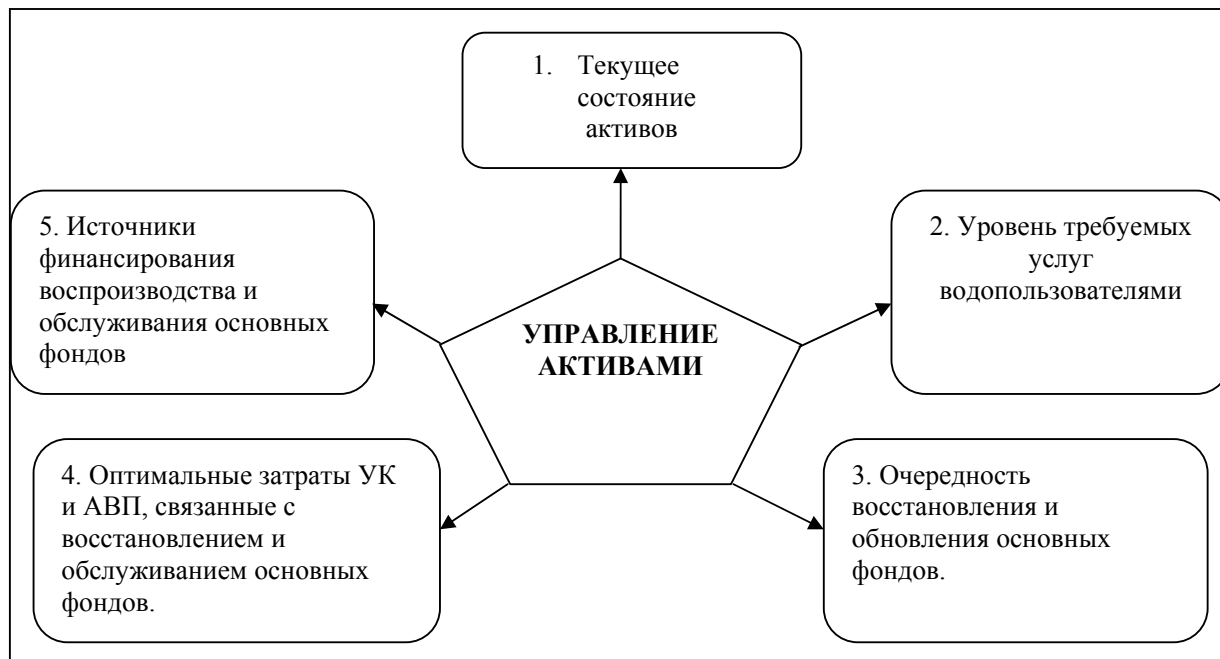 1. Текущее
состояние
активов
5. Источники
финансирования
воспроизводства и
обслуживания основных
фондов
2. Уровень требуемых
услуг
водопользователями
УПРАВЛЕНИЕ
АКТИВАМИ
4. Оптимальные затраты УК
и АВП, связанные с
восстановлением и
обслуживанием основных
фондов.
3. Очередность
восстановления и
обновления основных
фондов.